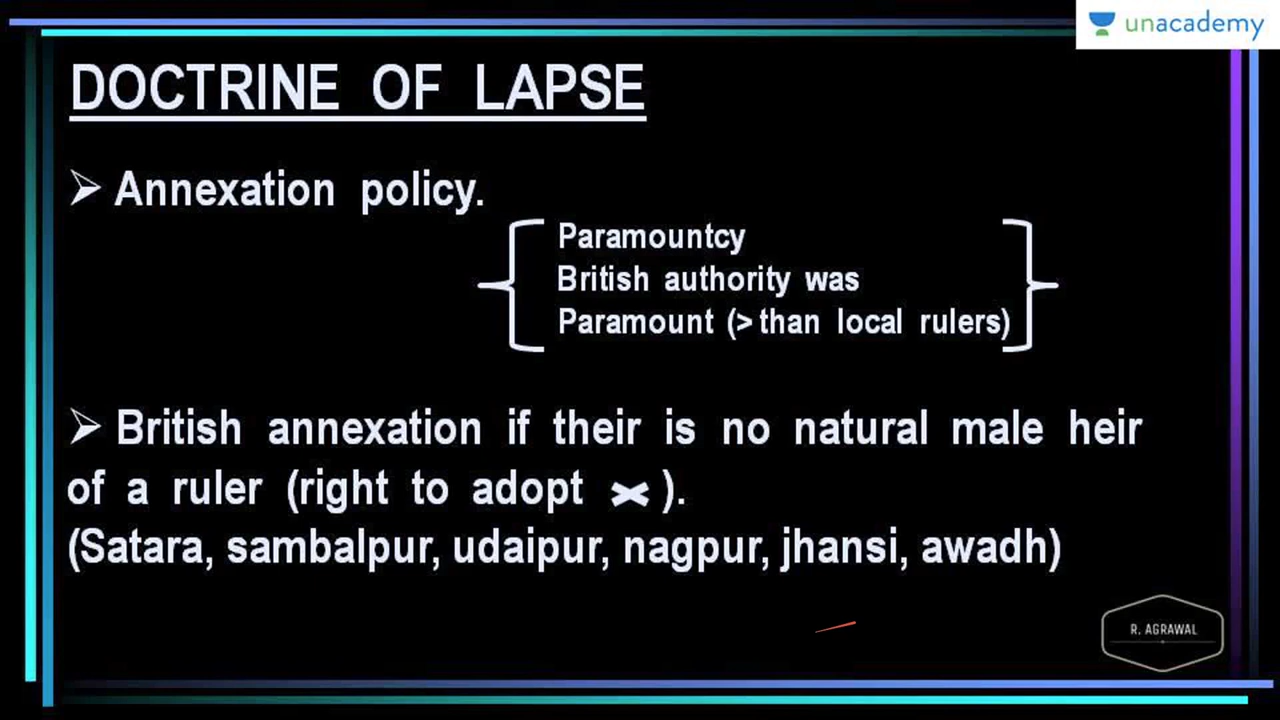 unacademy
DOCTRINE OF LAPSE
➢ Annexation policy.
Paramountcy
British authority was
Paramount (> than local rulers)
➢ British annexation if their is no natural male heir
of a ruler (right to adopt ✖ ).
(Satara, sambalpur, udaipur, nagpur, jhansi, awadh)
R. AGRAWAL